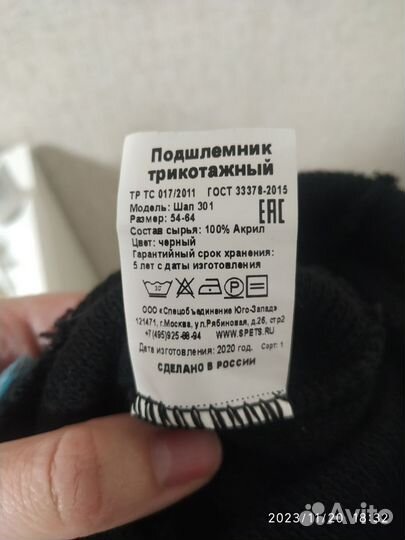 Подшлемник
трикотажный
ТР ТС 017/2011 ГОСТ 33378-2015
Модель: Шап 301
Размер: 54-64
Состав сырья: 100% Акрил
Цвет: черный
Гарантийный срок хранения:
5 лет с даты изготовления
EAC
30
P
ООО «Спецобъединение Юго-Запад»
121471, г.Москва, ул.Рябиновая, д.26, стр2
+7(495)925-88-94
WWW.SPETS.RU
Дата изготовления: 2020 год. Сорт: 1
СДЕЛАНО В РОССИИ
Avito
2023/11/20 18:32